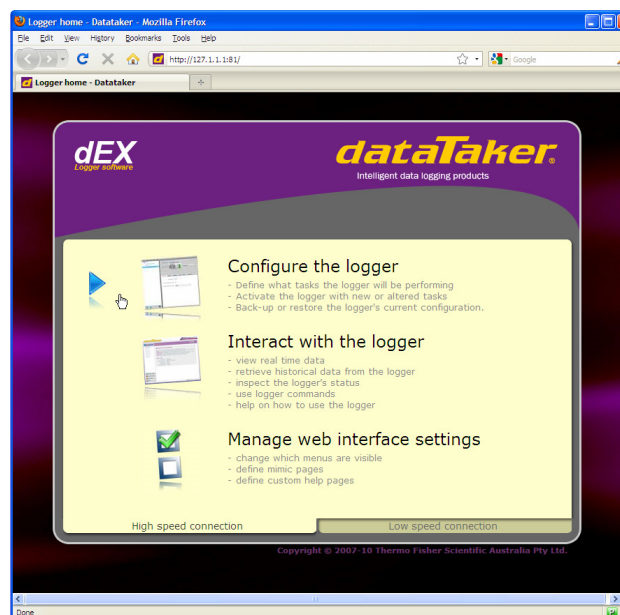 Logger home - Datataker - Mozilla Firefox
File Edit View History Bookmarks Tools Help
http://127.1.1.1:81/
Google
Logger home - Datataker
dEX
Logger software
dataTaker®
Intelligent data logging products
Configure the logger
- Define what tasks the logger will be performing
- Activate the logger with new or altered tasks
- Back-up or restore the logger's current configuration.
Interact with the logger
- view real time data
- retrieve historical data from the logger
- inspect the logger's status
- use logger commands
- help on how to use the logger
Manage web interface settings
- change which menus are visible
- define mimic pages
- define custom help pages
High speed connection
Low speed connection
Copyright © 2007-10 Thermo Fisher Scientific Australia Pty Ltd.
Done